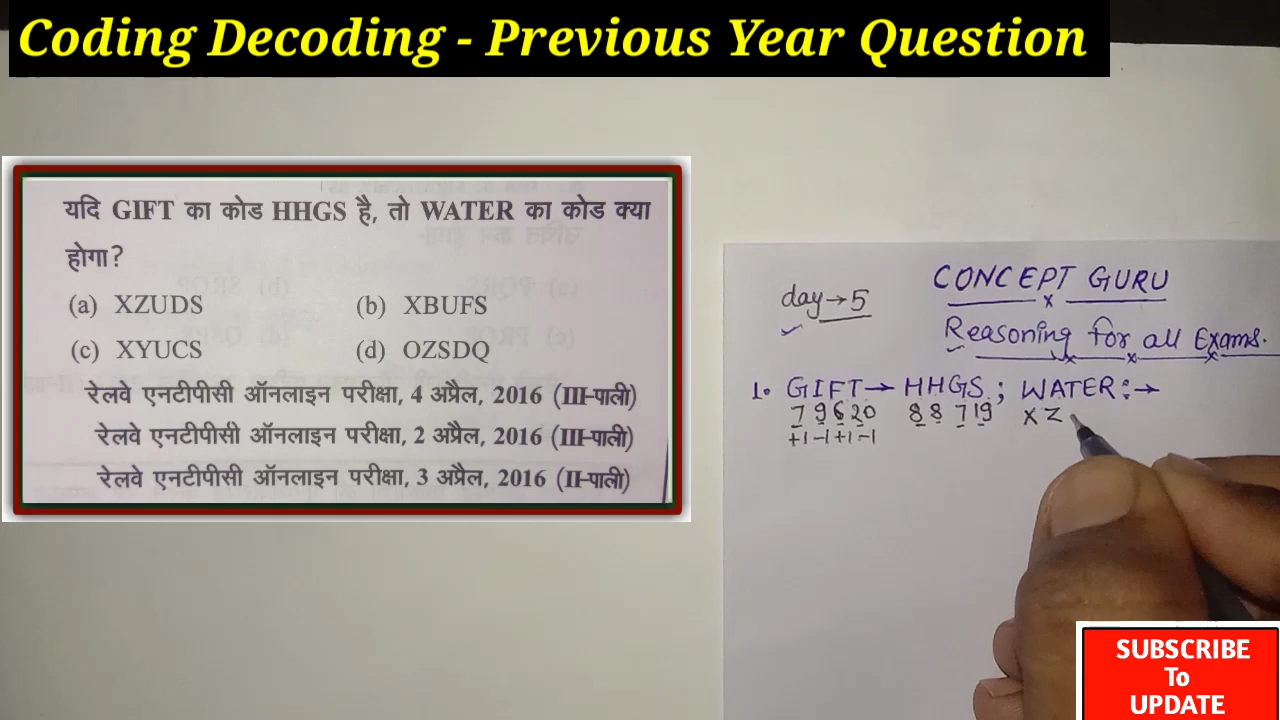 Coding Decoding - Previous Year Question
यदि GIFT का कोड HHGS है, तो WATER का कोड क्या
होगा?
(a) XZUDS (b) XBUFS
(c) XYUCS (d) OZSDQ
रेलवे एनटीपीसी ऑनलाइन परीक्षा, 4 अप्रैल, 2016 (III-पाली)
रेलवे एनटीपीसी ऑनलाइन परीक्षा, 2 अप्रैल, 2016 (III-पाली)
रेलवे एनटीपीसी ऑनलाइन परीक्षा, 3 अप्रैल, 2016 (II-पाली)
day→5
CONCEPT GURU
Reasoning for all Exams.
1. GIFT→HHGS; WATER:→
7 9 6 20 8 8 7 19 X Z
+1 -1 +1 -1
SUBSCRIBE
To
UPDATE